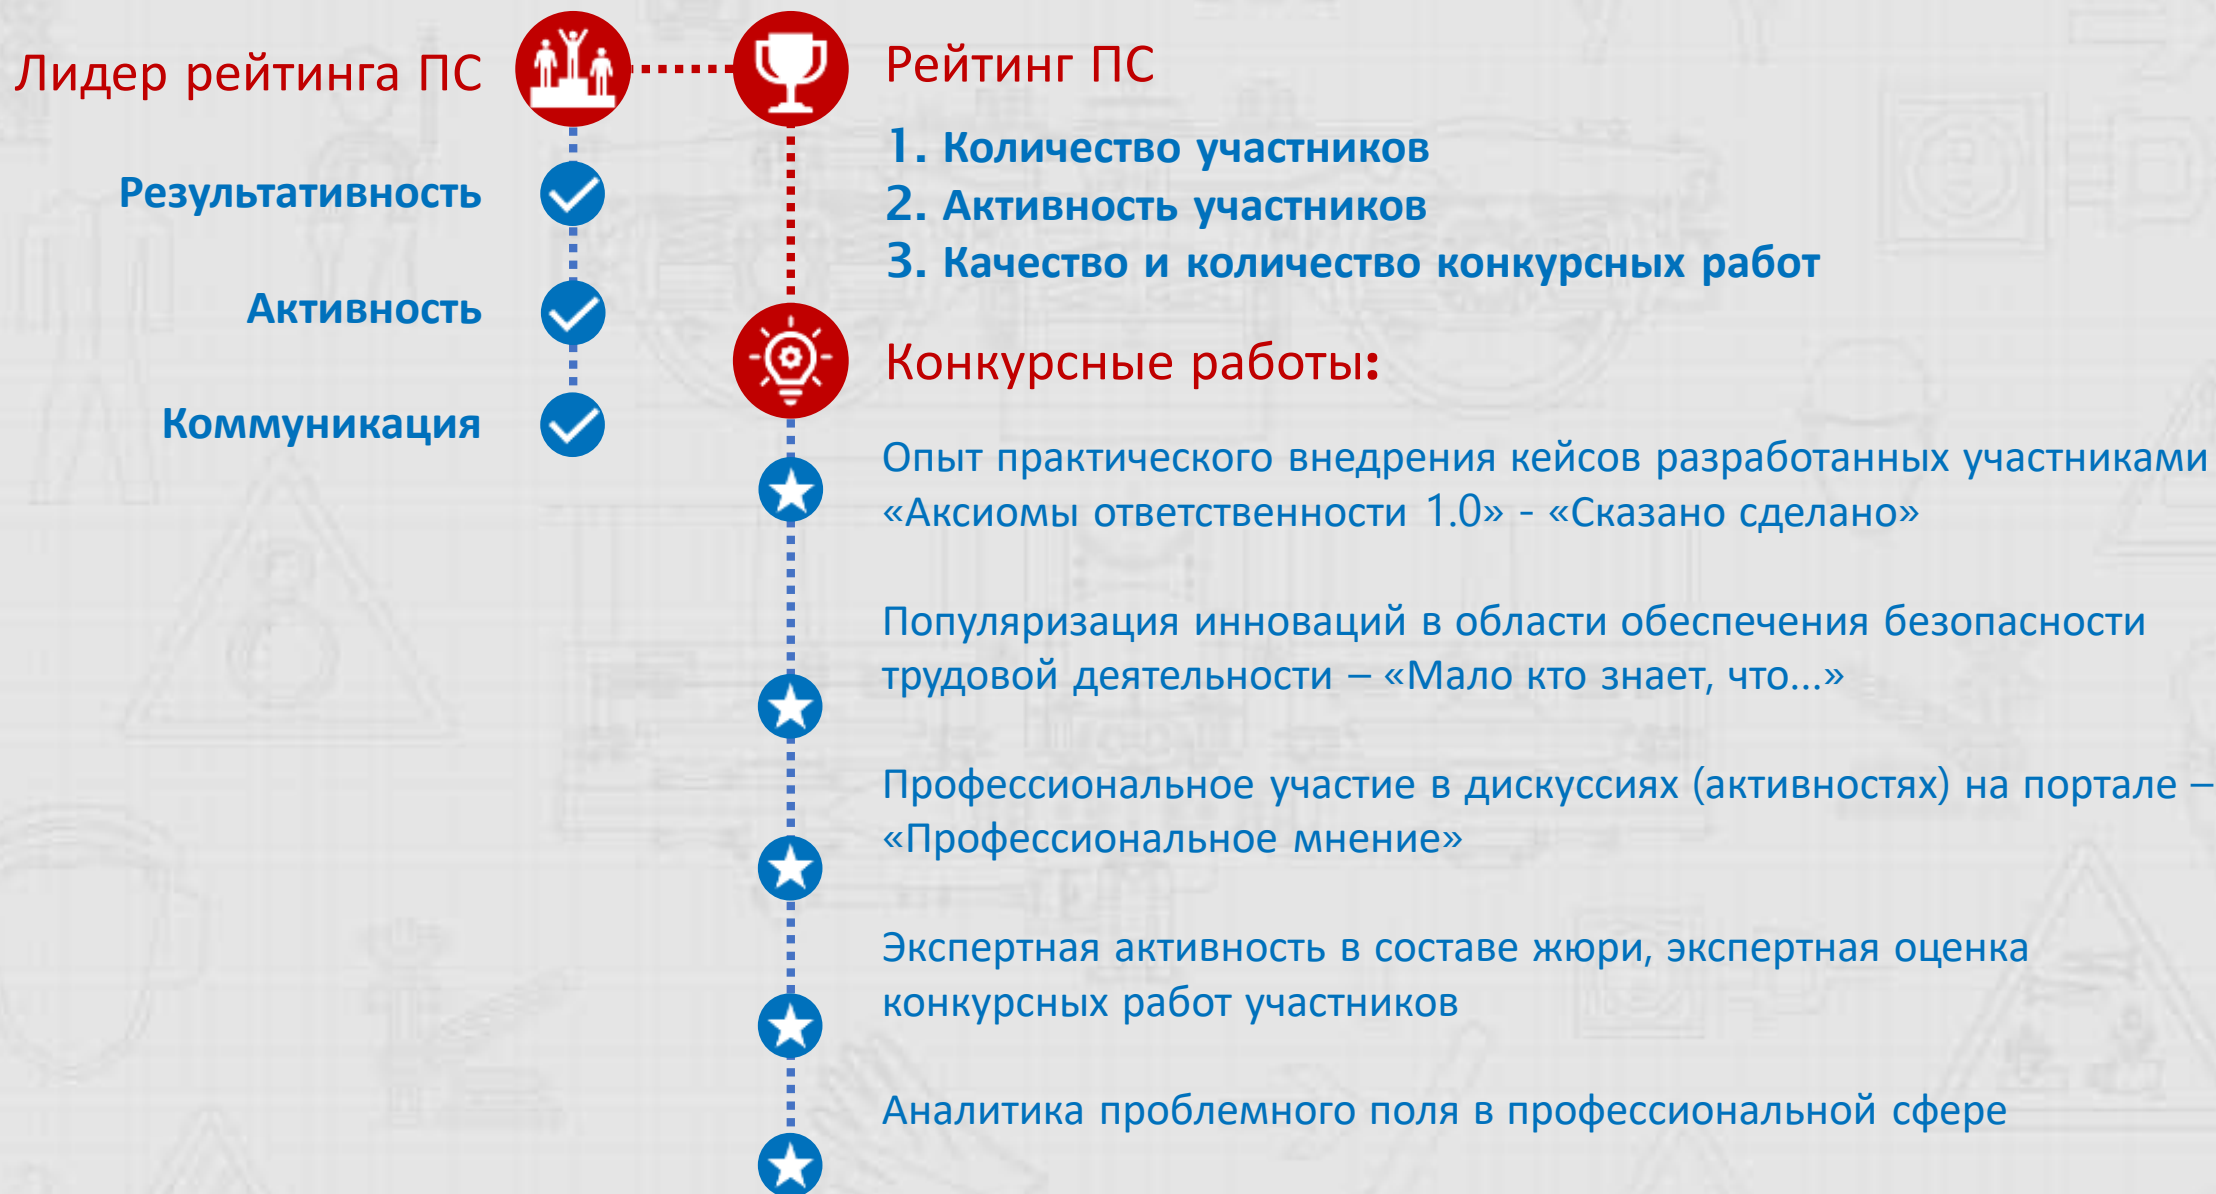 Лидер рейтинга ПС
Результативность
Активность
Коммуникация
Рейтинг ПС
1. Количество участников
2. Активность участников
3. Качество и количество конкурсных работ
Конкурсные работы:
Опыт практического внедрения кейсов разработанных участниками
«Аксиомы ответственности 1.0» - «Сказано сделано»
Популяризация инноваций в области обеспечения безопасности
трудовой деятельности – «Мало кто знает, что...»
Профессиональное участие в дискуссиях (активностях) на портале –
«Профессиональное мнение»
Экспертная активность в составе жюри, экспертная оценка
конкурсных работ участников
Аналитика проблемного поля в профессиональной сфере